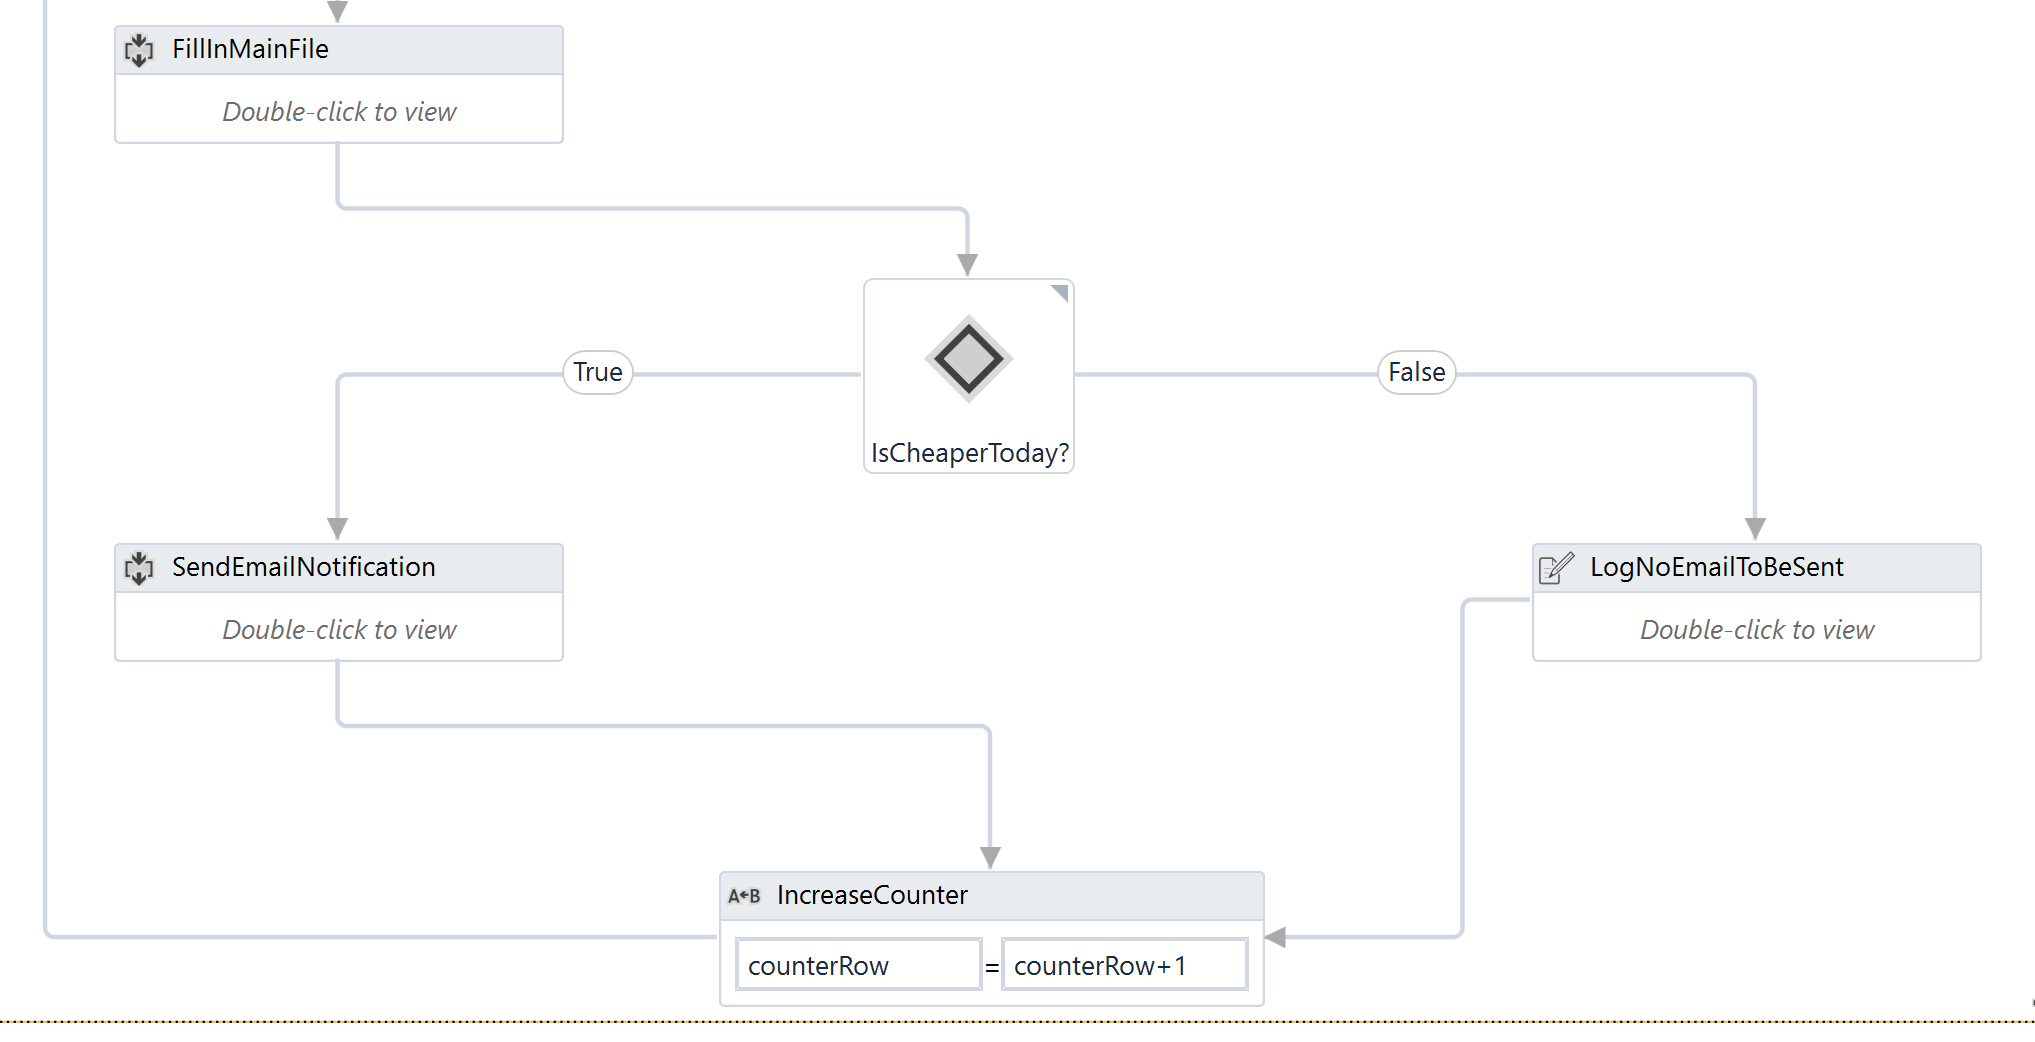 FillInMainFile
Double-click to view
True
False
IsCheaperToday?
SendEmailNotification
Double-click to view
LogNoEmailToBeSent
Double-click to view
A←B IncreaseCounter
counterRow = counterRow+1